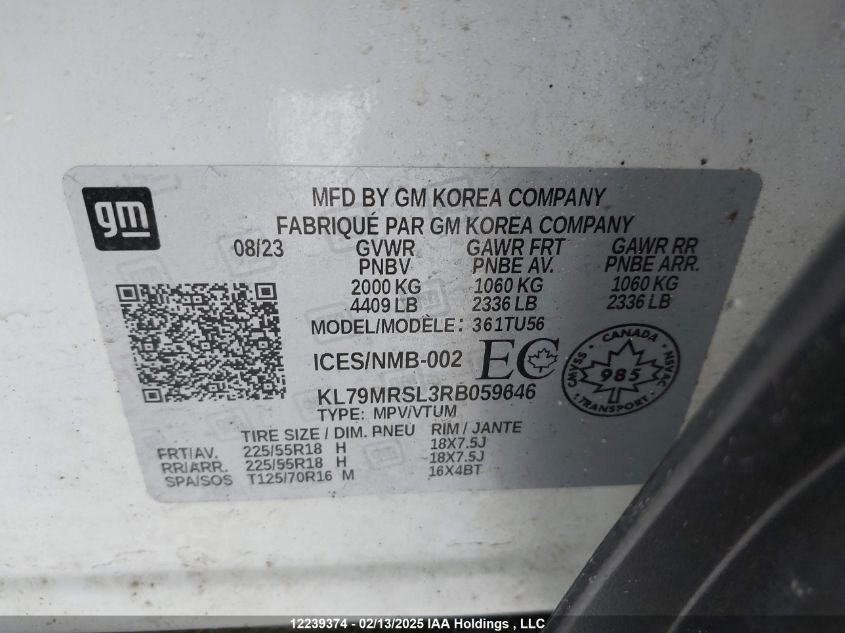 gm
MFD BY GM KOREA COMPANY
FABRIQUÉ PAR GM KOREA COMPANY
08/23 GVWR GAWR FRT GAWR RR
PNBV PNBE AV. PNBE ARR.
2000 KG 1060 KG 1060 KG
4409 LB 2336 LB 2336 LB
MODEL/MODÈLE: 361TU56
ICES/NMB-002 EC
CANADA
CMVSS 985 NSVAC
TRANSPORT
KL79MRSL3RB059646
TYPE: MPV/VTUM
TIRE SIZE / DIM. PNEU RIM / JANTE
FRT/AV. 225/55R18 H 18X7.5J
RR/ARR. 225/55R18 H 18X7.5J
SPA/SOS T125/70R16 M 16X4BT
12239374 - 02/13/2025 IAA Holdings , LLC